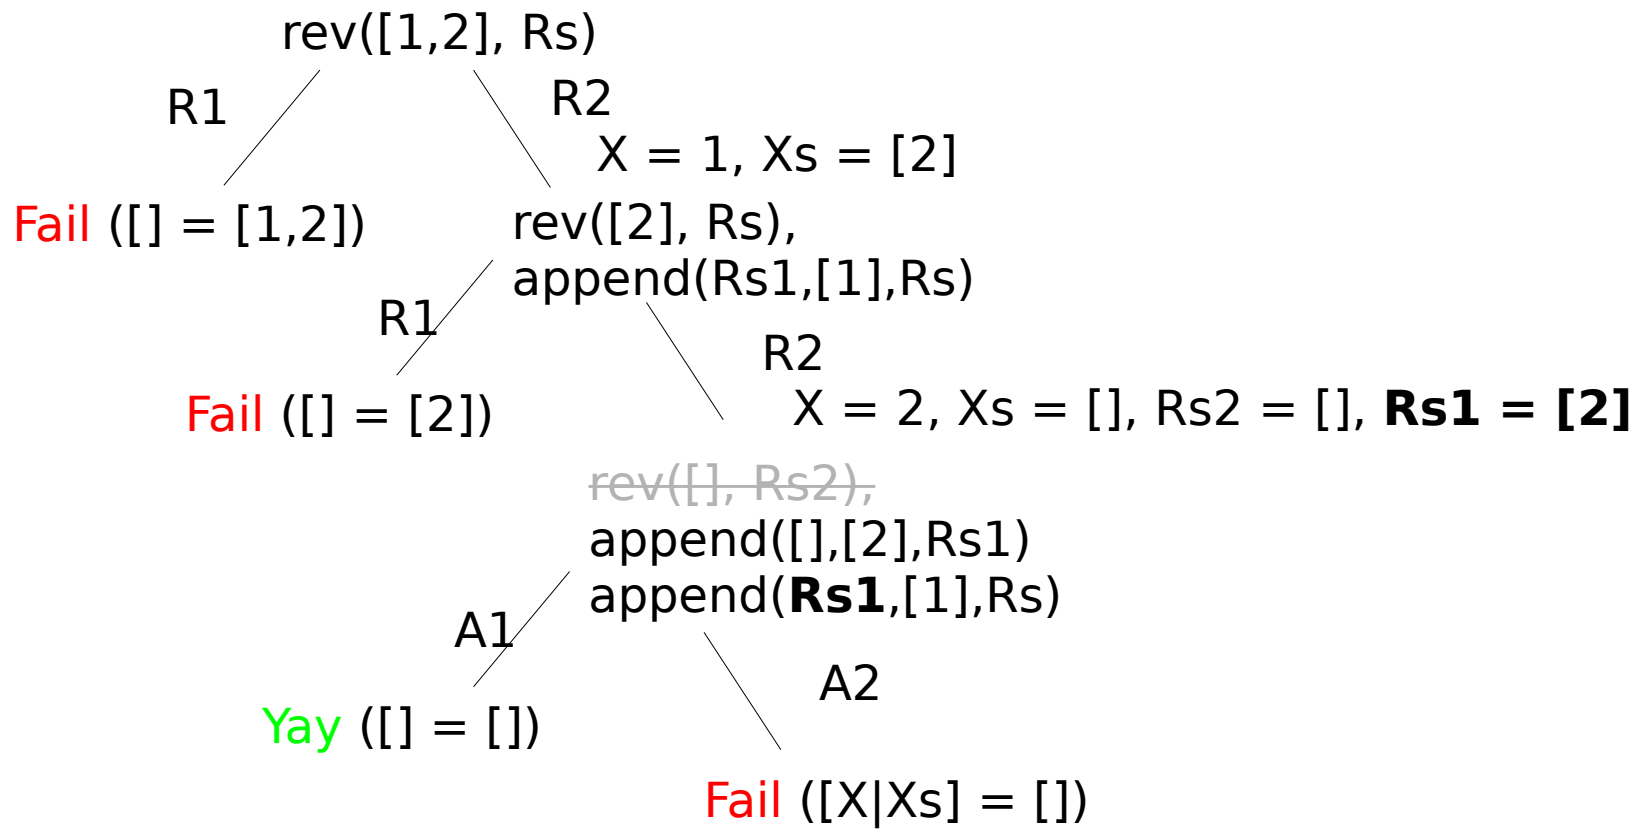 rev([1,2], Rs)
R1
R2
X = 1, Xs = [2]
Fail ([] = [1,2])
rev([2], Rs),
append(Rs1,[1],Rs)
R1
R2
X = 2, Xs = [], Rs2 = [], Rs1 = [2]
Fail ([] = [2])
rev([], Rs2),
append([],[2],Rs1)
append(Rs1,[1],Rs)
A1
A2
Yay ([] = [])
Fail ([X|Xs] = [])